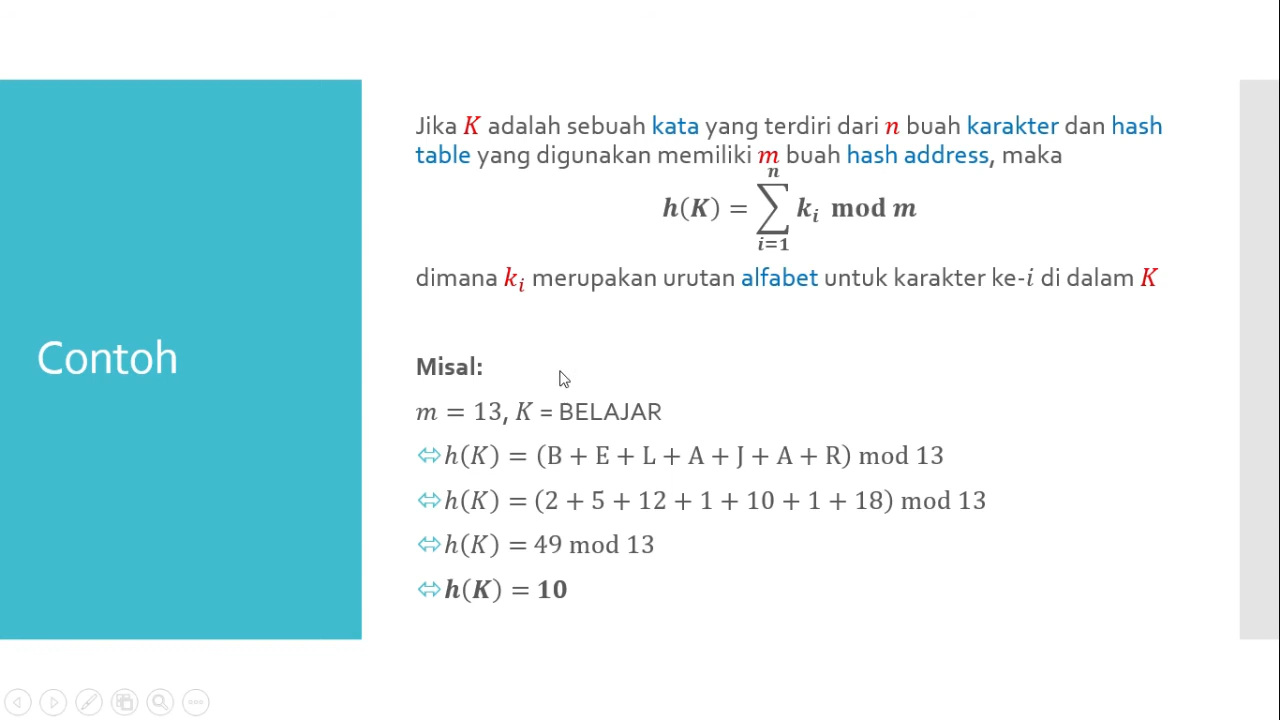 Contoh
Jika K adalah sebuah kata yang terdiri dari n buah karakter dan hash
table yang digunakan memiliki m buah hash address, maka
h(K) = ∑_{i=1}^{n} k_i mod m
dimana k_i merupakan urutan alfabet untuk karakter ke-i di dalam K
Misal:
m = 13, K = BELAJAR
⇔ h(K) = (B + E + L + A + J + A + R) mod 13
⇔ h(K) = (2 + 5 + 12 + 1 + 10 + 1 + 18) mod 13
⇔ h(K) = 49 mod 13
⇔ h(K) = 10